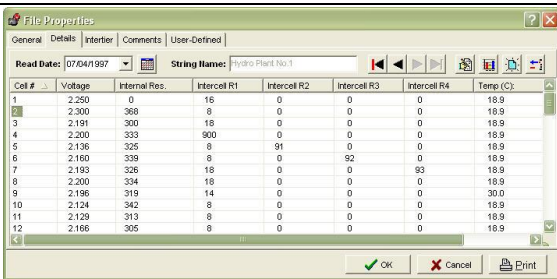 File Properties
General Details Intertier Comments User-Defined
Read Date: 07/04/1997 String Name: Hydro Plant No.1
Cell # Voltage Internal Res. Intercell R1 Intercell R2 Intercell R3 Intercell R4 Temp (C):
1 2.250 0 16 0 0 0 18.9
2 2.300 368 8 0 0 0 18.9
3 2.191 300 18 0 0 0 18.9
4 2.200 333 900 0 0 0 18.9
5 2.136 325 8 91 0 0 18.9
6 2.160 339 8 0 92 0 18.9
7 2.193 326 18 0 0 93 18.9
8 2.200 334 18 0 0 0 18.9
9 2.196 319 14 0 0 0 30.0
10 2.124 342 8 0 0 0 18.9
11 2.129 313 8 0 0 0 18.9
12 2.166 305 8 0 0 0 18.9
OK Cancel Print